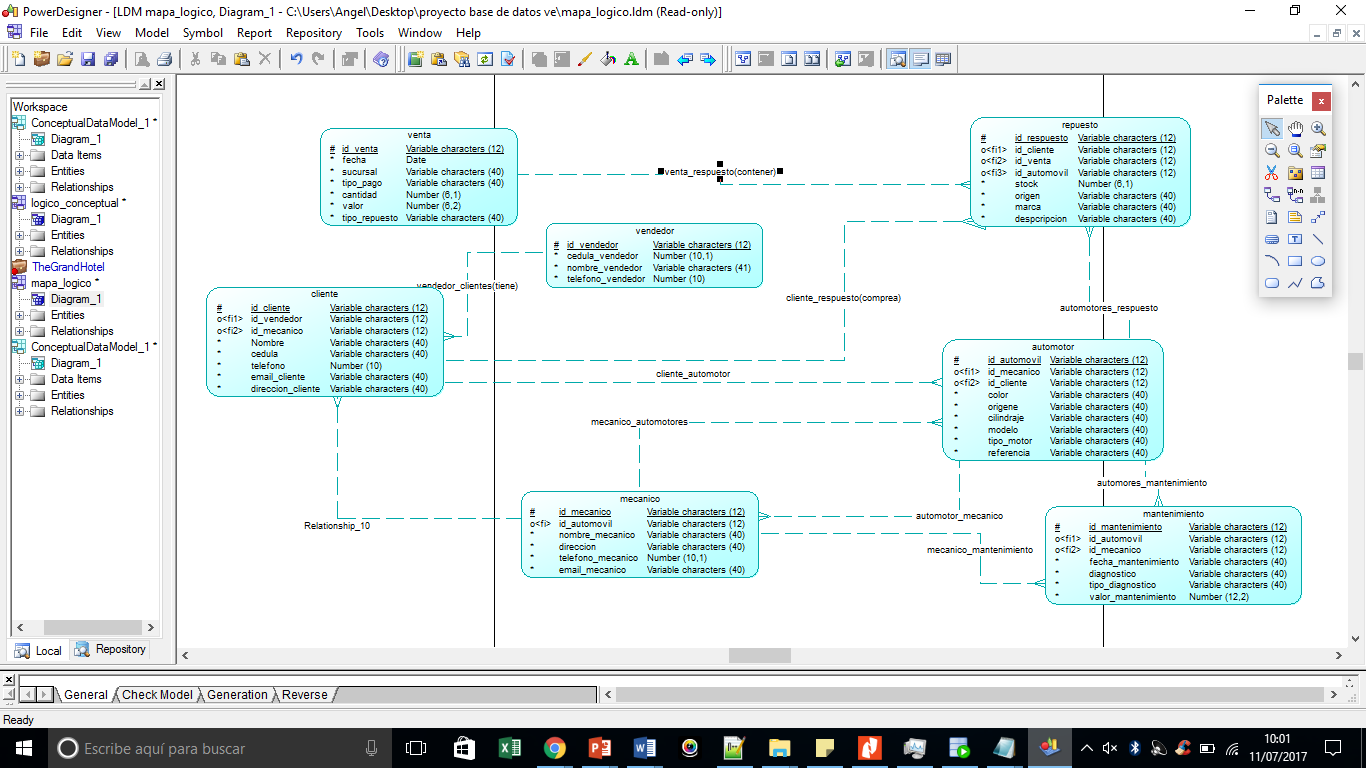 PowerDesigner - [LDM mapa_logico, Diagram_1 - C:\Users\Angel\Desktop\proyecto base de datos ve\mapa_logico.ldm (Read-only)]
File Edit View Model Symbol Report Repository Tools Window Help
Workspace
ConceptualDataModel_1 *
Diagram_1
Data Items
Entities
Relationships
logico_conceptual *
Diagram_1
Entities
Relationships
TheGrandHotel
mapa_logico *
Diagram_1
Entities
Relationships
ConceptualDataModel_1 *
Diagram_1
Data Items
Entities
Relationships
Local Repository
venta
# id_venta Variable characters (12)
* fecha Date
* sucursal Variable characters (40)
* tipo_pago Variable characters (40)
* cantidad Number (6,1)
* valor Number (6,2)
* tipo_repuesto Variable characters (40)
venta_respuesto(contener)
repuesto
# id_respuesto Variable characters (12)
o<fi1> id_cliente Variable characters (12)
o<fi2> id_venta Variable characters (12)
o<fi3> id_automovil Variable characters (12)
* stock Number (6,1)
* origen Variable characters (40)
* marca Variable characters (40)
* despcripcion Variable characters (40)
vendedor
# id_vendedor Variable characters (12)
* cedula_vendedor Number (10,1)
* nombre_vendedor Variable characters (41)
* telefono_vendedor Number (10)
vendedor_clientes(tiene)
cliente
# id_cliente Variable characters (12)
o<fi1> id_vendedor Variable characters (12)
o<fi2> id_mecanico Variable characters (12)
* Nombre Variable characters (40)
* cedula Variable characters (40)
* telefono Number (10)
* email_cliente Variable characters (40)
* direccion_cliente Variable characters (40)
cliente_respuesto(comprea)
automotores_respuesto
cliente_automotor
automotor
# id_automovil Variable characters (12)
o<fi1> id_mecanico Variable characters (12)
o<fi2> id_cliente Variable characters (12)
* color Variable characters (40)
* origene Variable characters (40)
* cilindraje Variable characters (40)
* modelo Variable characters (40)
* tipo_motor Variable characters (40)
* referencia Variable characters (40)
mecanico_automotores
automores_mantenimiento
Relationship_10
mecanico
# id_mecanico Variable characters (12)
o<fi> id_automovil Variable characters (12)
* nombre_mecanico Variable characters (40)
* direccion Variable characters (40)
* telefono_mecanico Number (10,1)
* email_mecanico Variable characters (40)
automotor_mecanico
mecanico_mantenimiento
mantenimiento
# id_mantenimiento Variable characters (12)
o<fi1> id_automovil Variable characters (12)
o<fi2> id_mecanico Variable characters (12)
* fecha_mantenimiento Variable characters (40)
* diagnostico Variable characters (40)
* tipo_diagnostico Variable characters (40)
* valor_mantenimiento Number (12,2)
Palette
General Check Model Generation Reverse
Ready
Escribe aquí para buscar
10:01
11/07/2017